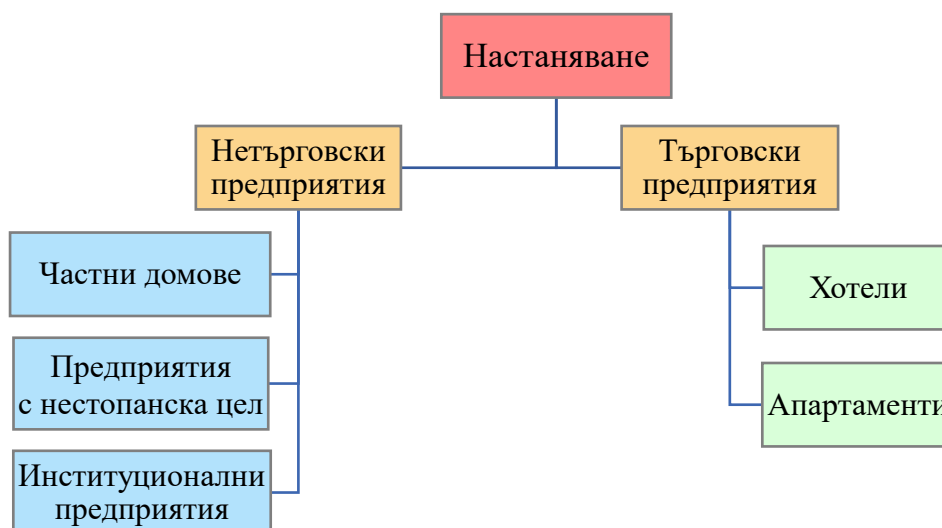 Настаняване
Нетърговски
предприятия
Търговски
предприятия
Частни домове
Предприятия
с нестопанска цел
Институционални
предприятия
Хотели
Апартаменти